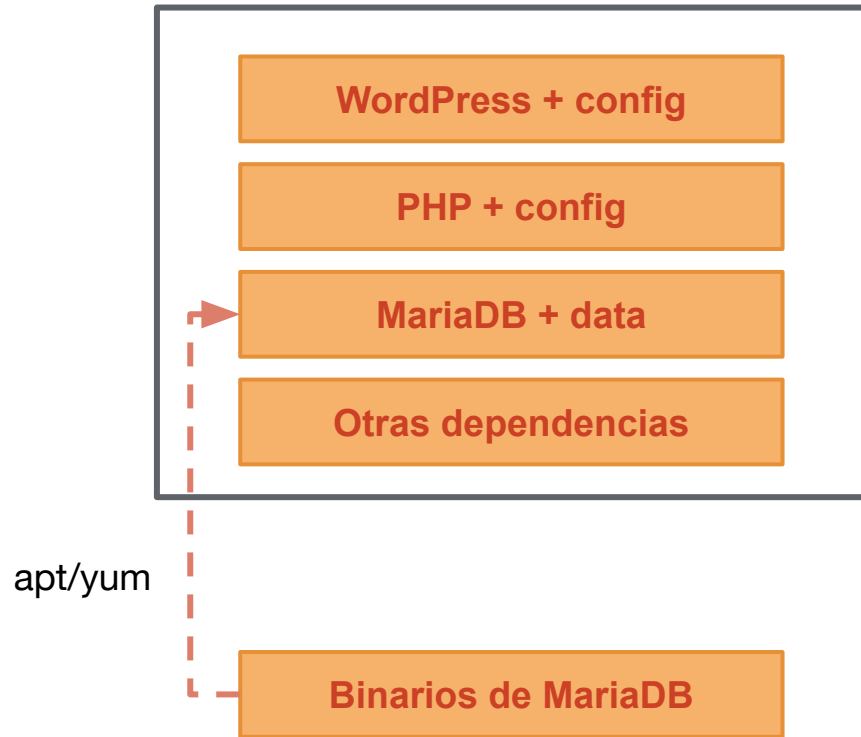 WordPress + config
PHP + config
MariaDB + data
Otras dependencias
apt/yum
Binarios de MariaDB